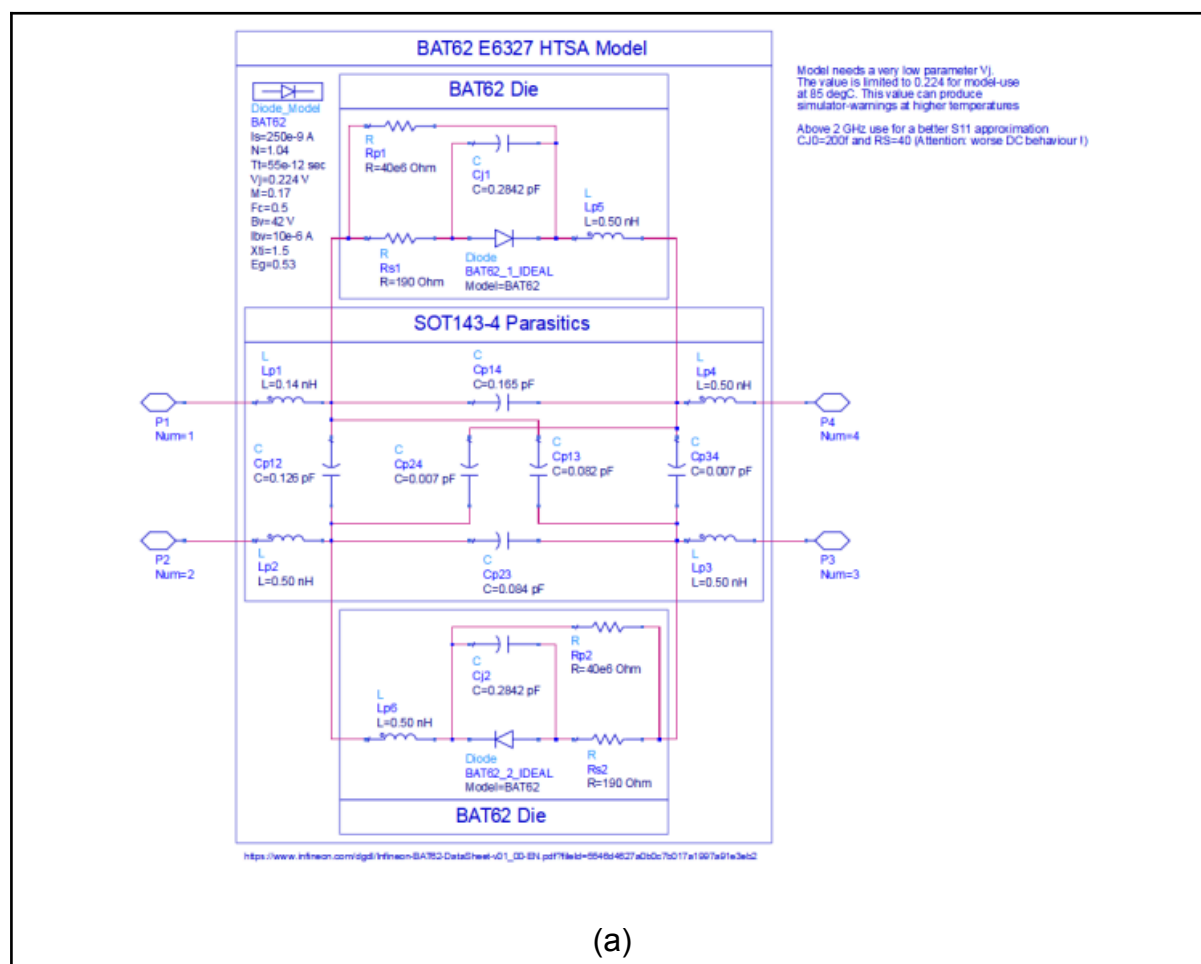 BAT62 E6327 HTSA Model
Model needs a very low parameter Vj.
The value is limited to 0.224 for model-use
at 85 degC. This value can produce
simulator-warnings at higher temperatures
Above 2 GHz use for a better S11 approximation
CJ0=200f and RS=40 (Attention: worse DC behaviour !)
Diode_Model
BAT62
Is=250e-9 A
N=1.04
Tt=55e-12 sec
Vj=0.224 V
M=0.17
Fc=0.5
Bv=42 V
Ibv=10e-6 A
Xti=1.5
Eg=0.53
BAT62 Die
R
Rp1
R=40e6 Ohm
C
Cj1
C=0.2842 pF
L
Lp5
L=0.50 nH
R
Rs1
R=190 Ohm
Diode
BAT62_1_IDEAL
Model=BAT62
SOT143-4 Parasitics
L
Lp1
L=0.14 nH
C
Cp14
C=0.165 pF
L
Lp4
L=0.50 nH
P1
Num=1
P4
Num=4
C
Cp12
C=0.126 pF
C
Cp24
C=0.007 pF
C
Cp13
C=0.082 pF
C
Cp34
C=0.007 pF
P2
Num=2
L
Lp2
L=0.50 nH
C
Cp23
C=0.084 pF
L
Lp3
L=0.50 nH
P3
Num=3
C
Cj2
C=0.2842 pF
R
Rp2
R=40e6 Ohm
L
Lp6
L=0.50 nH
Diode
BAT62_2_IDEAL
Model=BAT62
R
Rs2
R=190 Ohm
BAT62 Die
(a)